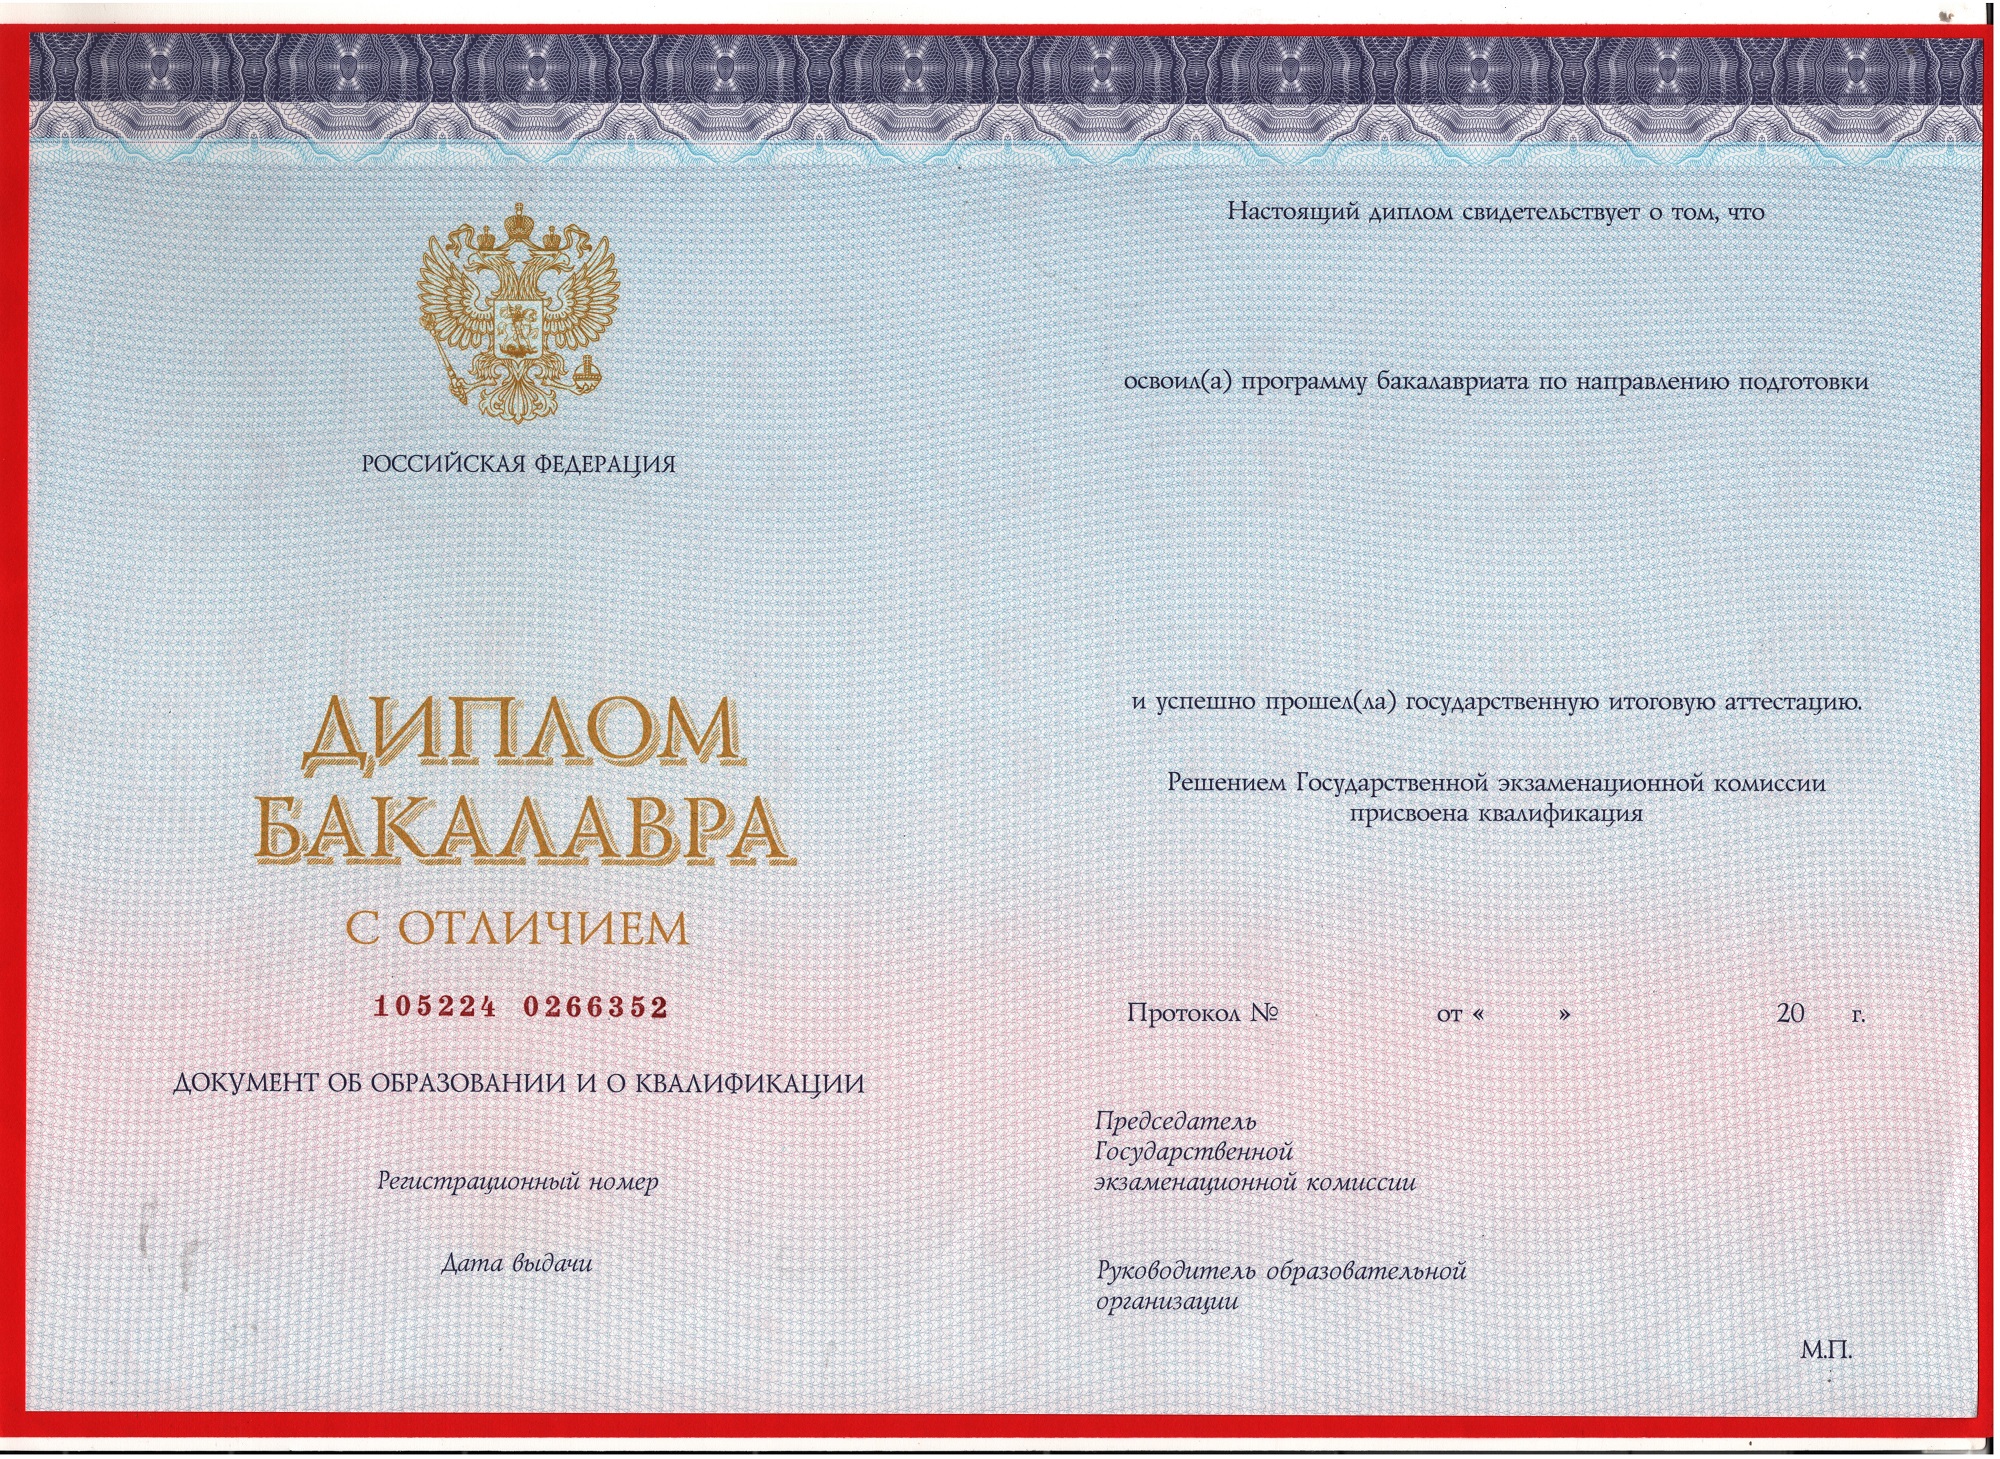 РОССИЙСКАЯ ФЕДЕРАЦИЯ
ДИПЛОМ
БАКАЛАВРА
С ОТЛИЧИЕМ
105224 0266352
ДОКУМЕНТ ОБ ОБРАЗОВАНИИ И О КВАЛИФИКАЦИИ
Регистрационный номер
Дата выдачи
Настоящий диплом свидетельствует о том, что
освоил(а) программу бакалавриата по направлению подготовки
и успешно прошел(ла) государственную итоговую аттестацию.
Решением Государственной экзаменационной комиссии
присвоена квалификация
Протокол № от « » 20 г.
Председатель
Государственной
экзаменационной комиссии
Руководитель образовательной
организации
М.П.